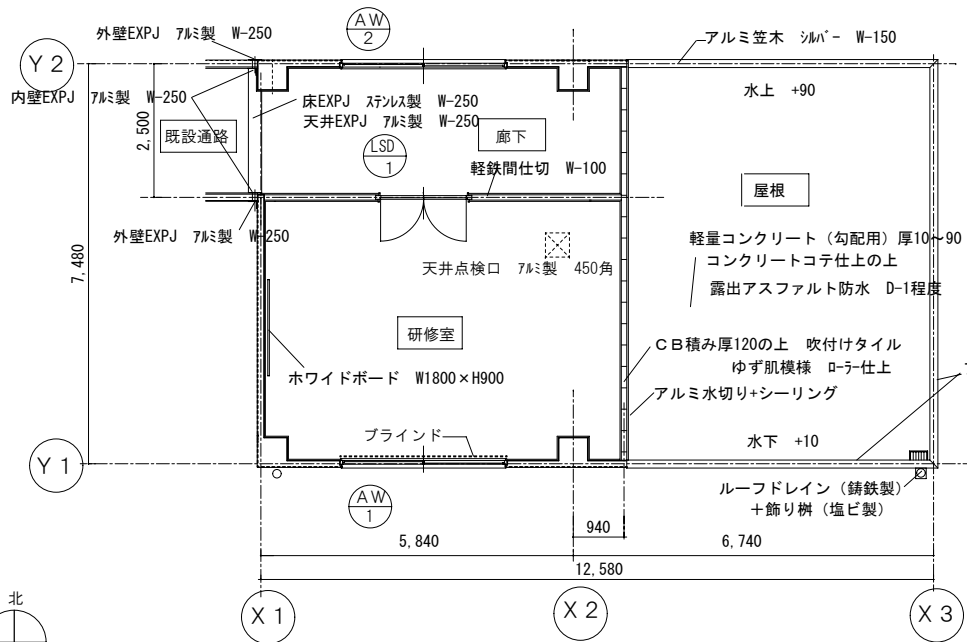 AW
2
外壁EXPJ ｱﾙﾐ製 W-250
アルミ笠木 ｼﾙﾊﾞｰ W-150
Y 2
水上 +90
内壁EXPJ ｱﾙﾐ製 W-250
床EXPJ ｽﾃﾝﾚｽ製 W-250
天井EXPJ ｱﾙﾐ製 W-250
2,500
既設通路
廊下
LSD
1
軽鉄間仕切 W-100
屋根
外壁EXPJ ｱﾙﾐ製 W-250
軽量コンクリート（勾配用）厚10～90
コンクリートコテ仕上の上
露出アスファルト防水 D-1程度
天井点検口 ｱﾙﾐ製 450角
7,480
研修室
ＣＢ積み厚120の上 吹付けタイル
ゆず肌模様 ﾛｰﾗｰ仕上
ホワイドボード W1800×H900
アルミ水切り+シーリング
ブラインド
水下 +10
Y 1
AW
1
ルーフドレイン（鋳鉄製）
＋飾り桝（塩ビ製）
940
5,840
6,740
12,580
北
X 1
X 2
X 3